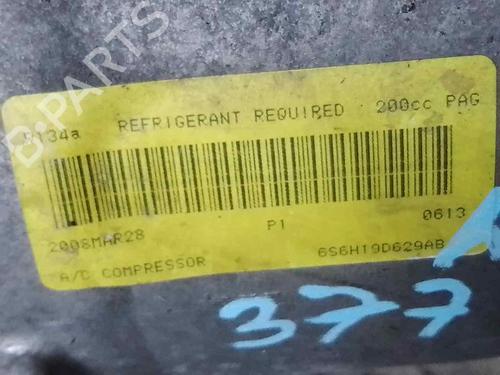 R134a REFRIGERANT REQUIRED 200cc PAG
2008MAR28 P1 0613
A/C COMPRESSOR 6S6H19D629AB
377
B-PARTS